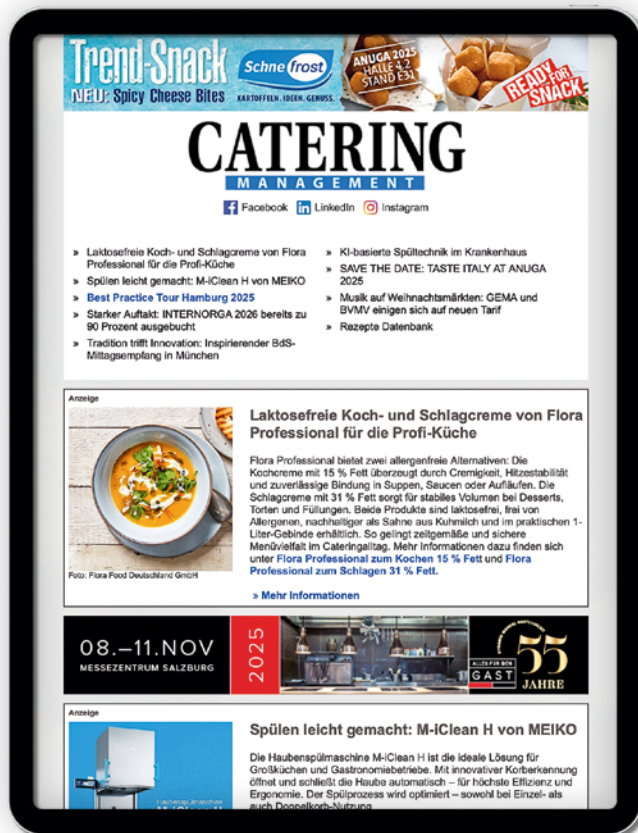 Trend-Snack
NEU: Spicy Cheese Bites
Schne frost
KARTOFFELN. IDEEN. GENUSS.
ANUGA 2025
HALLE 4.2
STAND E31
READY FOR SNACK
CATERING
MANAGEMENT
Facebook LinkedIn Instagram
» Laktosefreie Koch- und Schlagcreme von Flora
Professional für die Profi-Küche
» Spülen leicht gemacht: M-iClean H von MEIKO
» Best Practice Tour Hamburg 2025
» Starker Auftakt: INTERNORGA 2026 bereits zu
90 Prozent ausgebucht
» Tradition trifft Innovation: Inspirierender BdS-
Mittagsempfang in München
» KI-basierte Spültechnik im Krankenhaus
» SAVE THE DATE: TASTE ITALY AT ANUGA
2025
» Musik auf Weihnachtsmärkten: GEMA und
BVMV einigen sich auf neuen Tarif
» Rezepte Datenbank
Anzeige
Laktosefreie Koch- und Schlagcreme von Flora
Professional für die Profi-Küche
Flora Professional bietet zwei allergenfreie Alternativen: Die
Kochcreme mit 15 % Fett überzeugt durch Cremigkeit, Hitzestabilität
und zuverlässige Bindung in Suppen, Saucen oder Aufläufen. Die
Schlagcreme mit 31 % Fett sorgt für stabiles Volumen bei Desserts,
Torten und Füllungen. Beide Produkte sind laktosefrei, frei von
Allergenen, nachhaltiger als Sahne aus Kuhmilch und im praktischen 1-
Liter-Gebinde erhältlich. So gelingt zeitgemäße und sichere
Menüvielfalt im Cateringalltag. Mehr Informationen dazu finden sich
unter Flora Professional zum Kochen 15 % Fett und Flora
Professional zum Schlagen 31 % Fett.
» Mehr Informationen
Foto: Flora Food Deutschland GmbH
08.–11.NOV
MESSEZENTRUM SALZBURG
2025
ALLES FÜR DEN
GAST
55
JAHRE
Anzeige
Haubenspülmaschine
M-iClean H
Spülen leicht gemacht: M-iClean H von MEIKO
Die Haubenspülmaschine M-iClean H ist die ideale Lösung für
Großküchen und Gastronomiebetriebe. Mit innovativer Korberkennung
öffnet und schließt die Haube automatisch – für höchste Effizienz und
Ergonomie. Der Spülprozess wird optimiert – sowohl bei Einzel- als
auch Doppelkorb-Nutzung